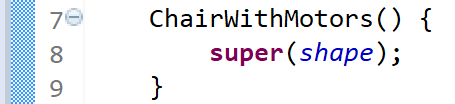 7 ChairWithMotors() {
8 super(shape);
9 }